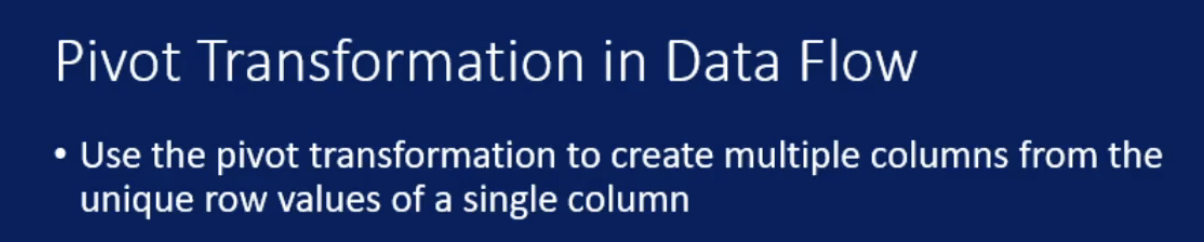 Pivot Transformation in Data Flow
• Use the pivot transformation to create multiple columns from the
unique row values of a single column